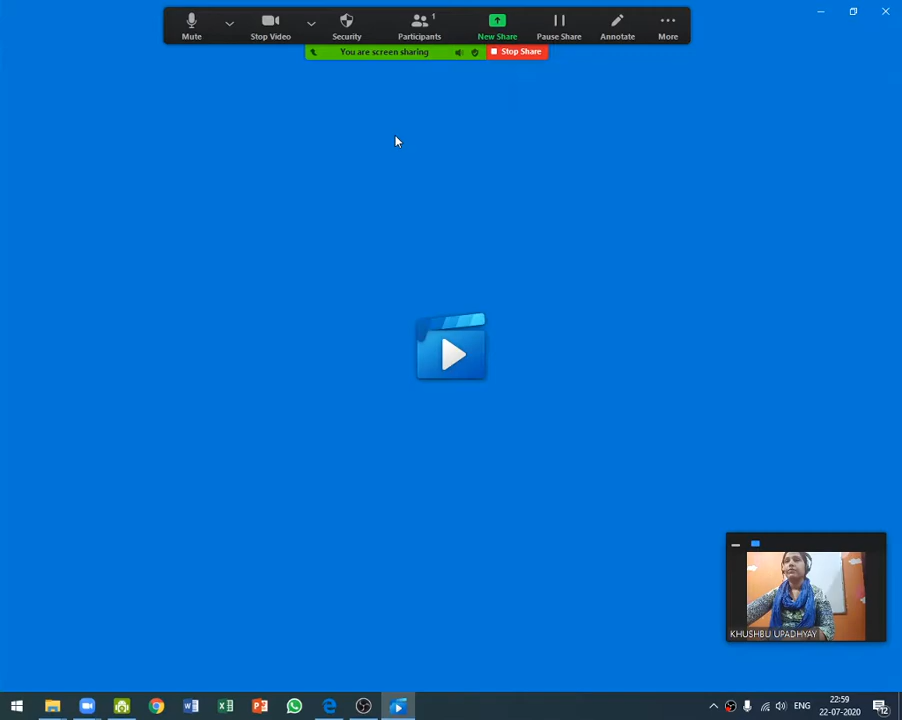 Mute
Stop Video
Security
Participants
1
New Share
Pause Share
Annotate
More
You are screen sharing
Stop Share
KHUSHBU UPADHYAY
ENG
22:59
22-07-2020
12